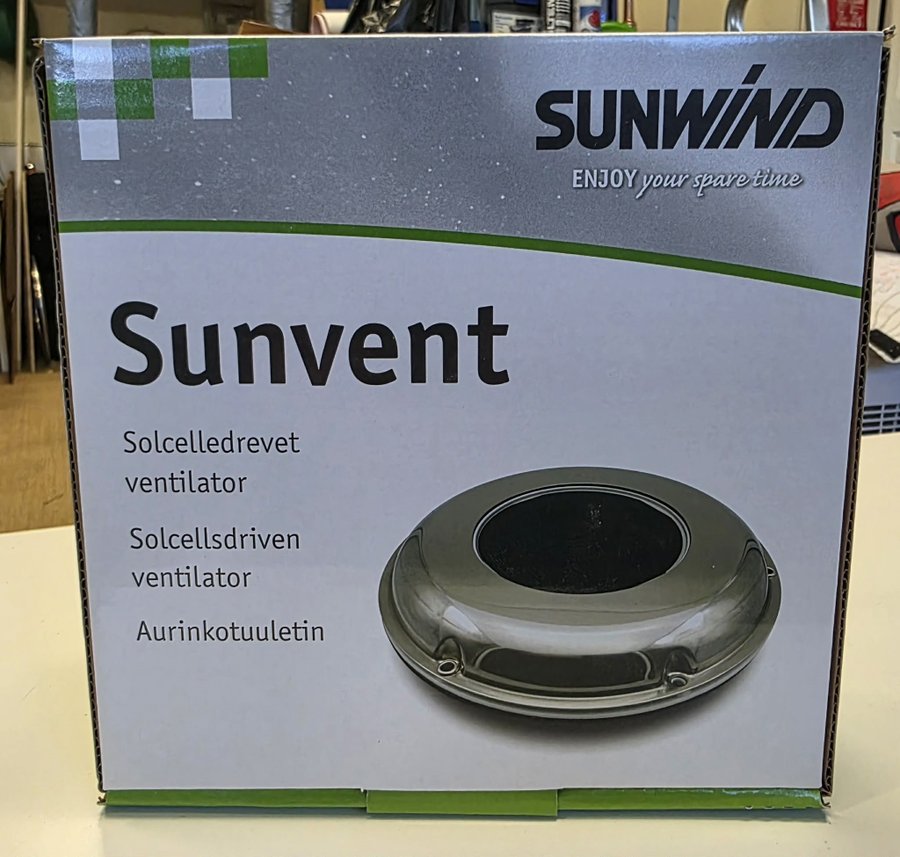 SUNWIND
ENJOY your spare time
Sunvent
Solcelledrevet
ventilator
Solcellsdriven
ventilator
Aurinkotuuletin